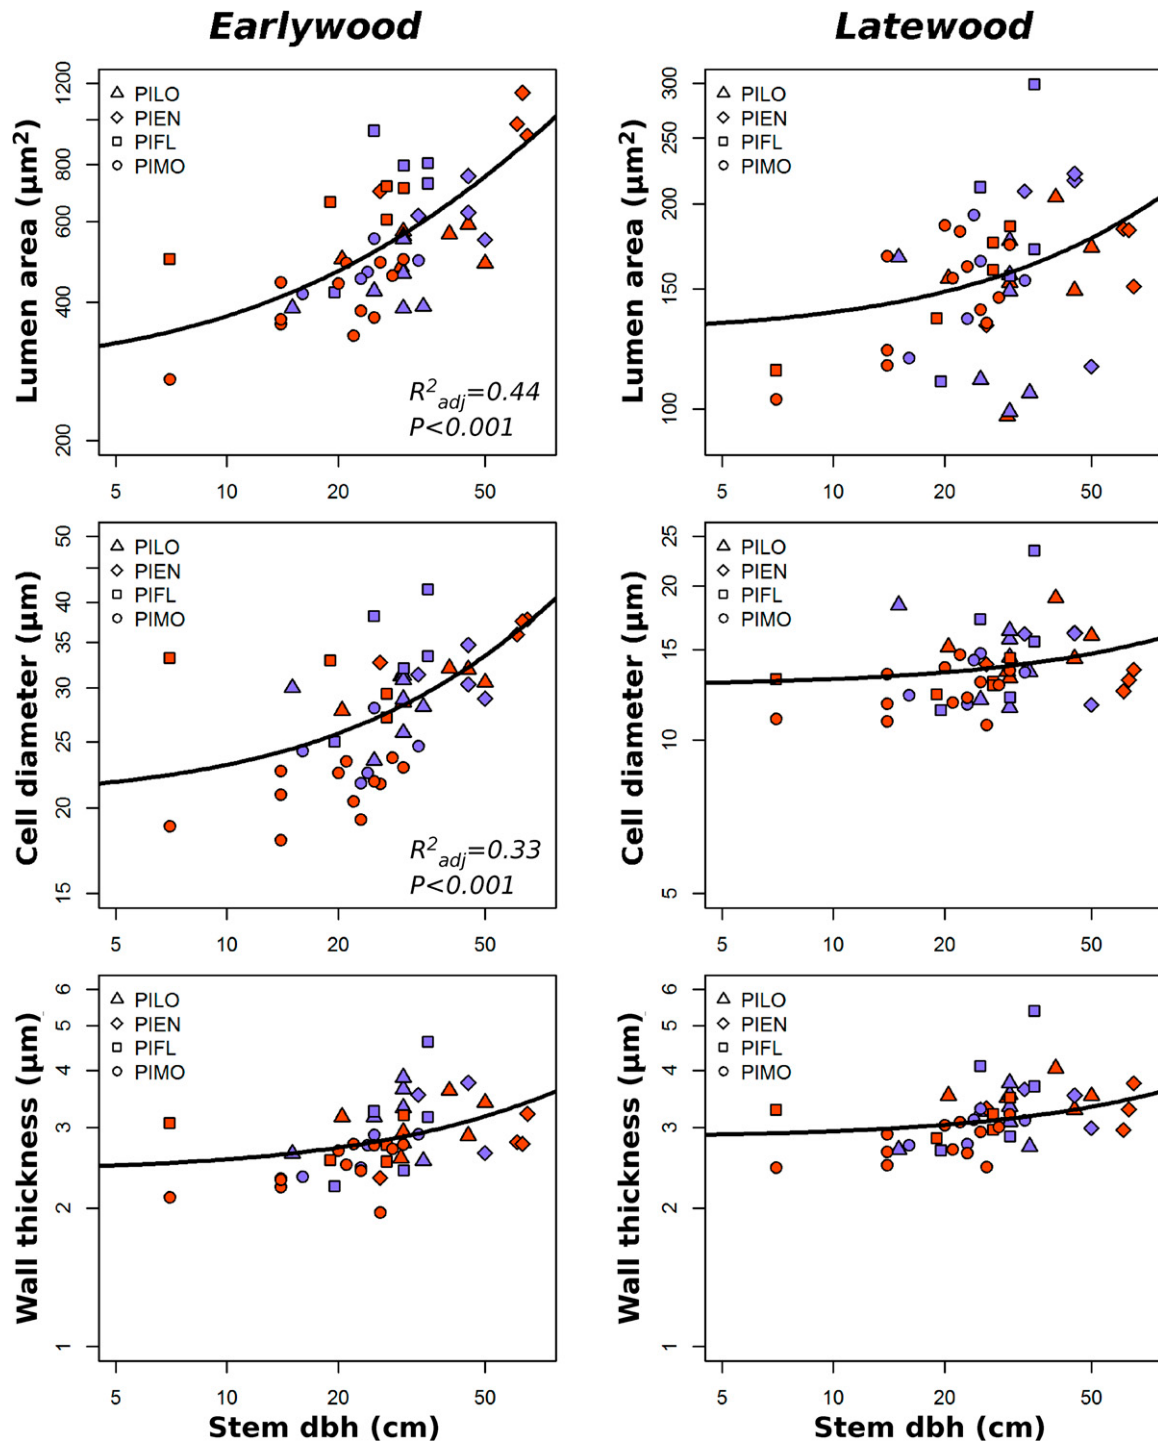 Earlywood
Latewood
Lumen area (µm²)
1200
800
600
400
200
PILO
PIEN
PIFL
PIMO
R²adj=0.44
P<0.001
5 10 20 50
Lumen area (µm²)
300
250
200
150
100
PILO
PIEN
PIFL
PIMO
5 10 20 50
Cell diameter (µm)
50
40
35
30
25
20
15
PILO
PIEN
PIFL
PIMO
R²adj=0.33
P<0.001
5 10 20 50
Cell diameter (µm)
25
20
15
10
5
PILO
PIEN
PIFL
PIMO
5 10 20 50
Wall thickness (µm)
6
5
4
3
2
1
PILO
PIEN
PIFL
PIMO
5 10 20 50
Stem dbh (cm)
Wall thickness (µm)
6
5
4
3
2
1
PILO
PIEN
PIFL
PIMO
5 10 20 50
Stem dbh (cm)